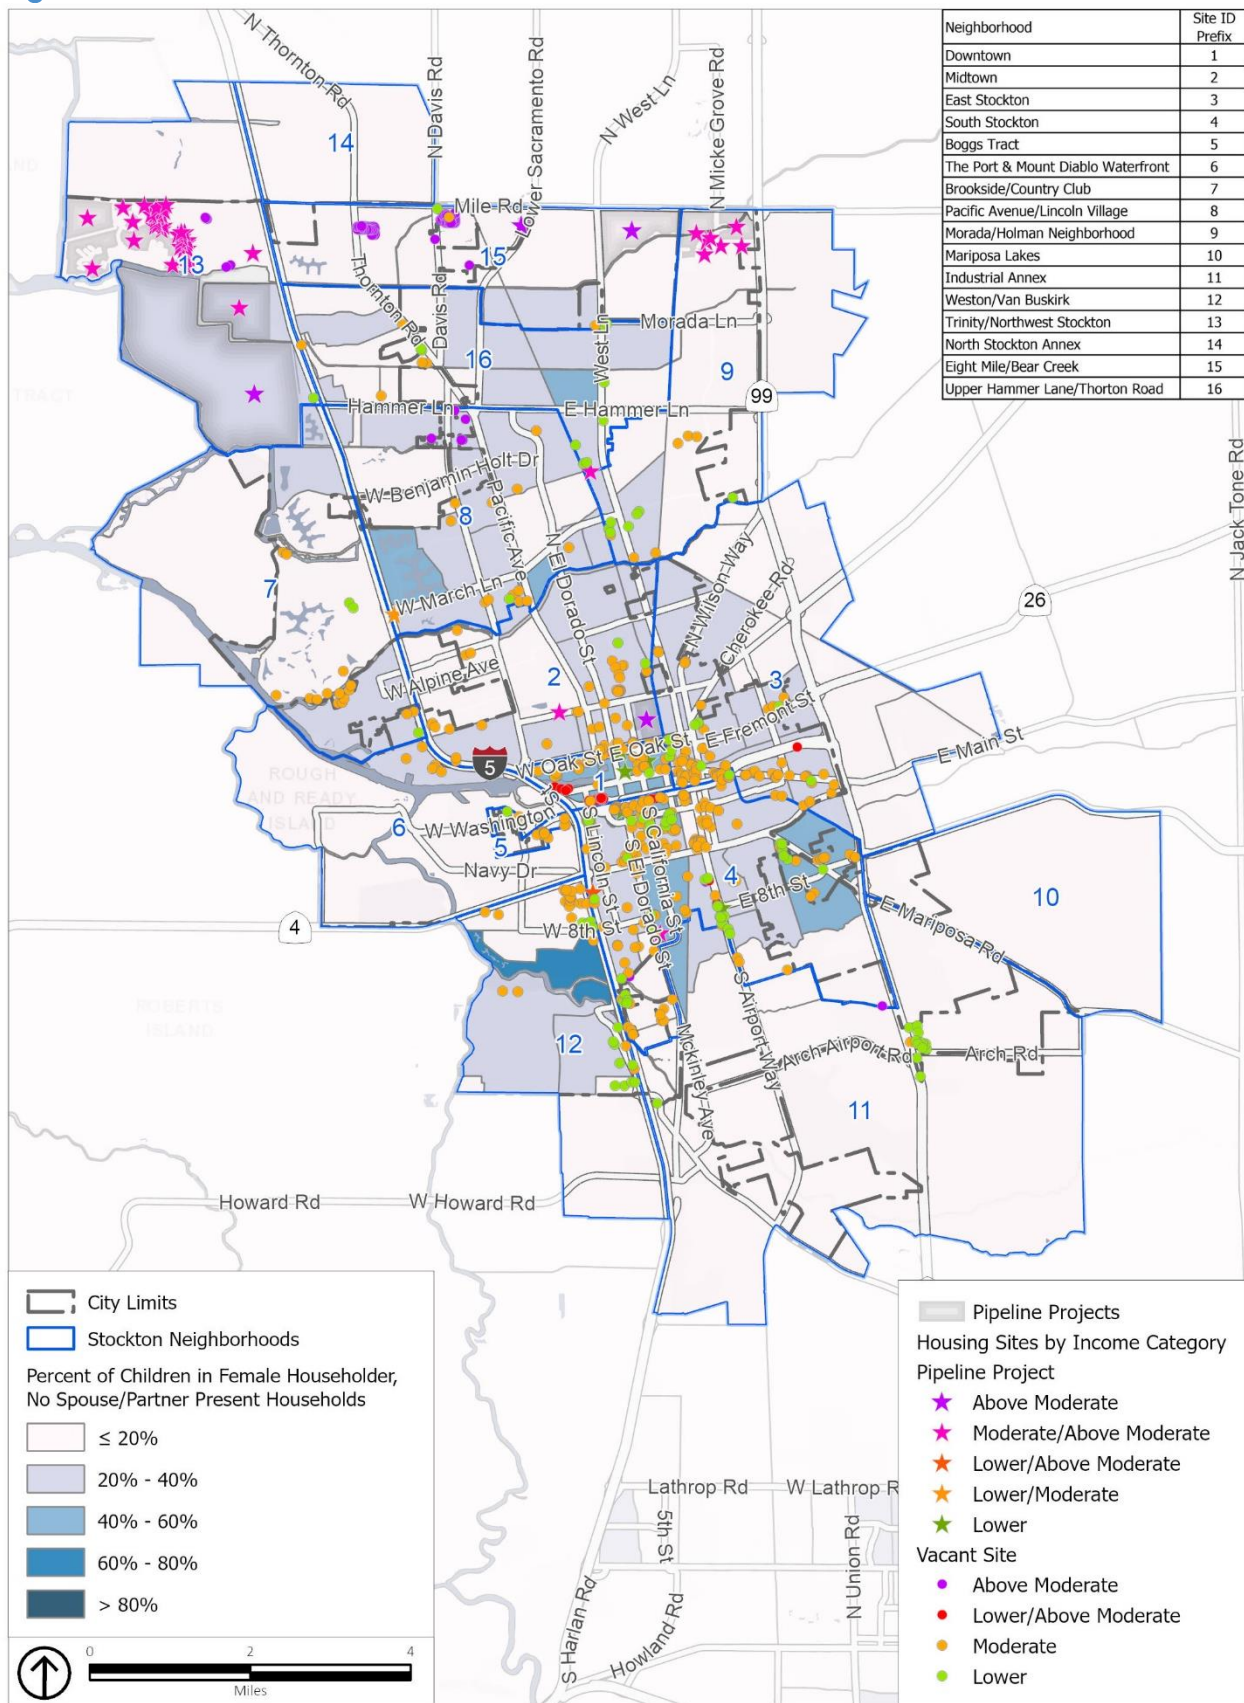 Neighborhood Site ID Prefix
Downtown 1
Midtown 2
East Stockton 3
South Stockton 4
Boggs Tract 5
The Port & Mount Diablo Waterfront 6
Brookside/Country Club 7
Pacific Avenue/Lincoln Village 8
Morada/Holman Neighborhood 9
Mariposa Lakes 10
Industrial Annex 11
Weston/Van Buskirk 12
Trinity/Northwest Stockton 13
North Stockton Annex 14
Eight Mile/Bear Creek 15
Upper Hammer Lane/Thorton Road 16
N Thornton Rd
N Davis Rd
Lower Sacramento Rd
N West Ln
N Micke Grove Rd
14
Mile Rd
13
15
Thornton Rd
Davis Rd
Morada Ln
16
West Ln
9
99
TRACT
Hammer Ln
E Hammer Ln
W Benjamin Holt Dr
8
Pacific Ave
N El Dorado St
N Wilson Way
Cherokee Rd
N Jack Tone Rd
26
7
W March Ln
W Alpine Ave
2
3
E Fremont St
W Oak St
E Oak St
E Main St
5
1
ROUGH
AND READY
ISLAND
6
W Washington St
5
Navy Dr
S Lincoln St
S El Dorado St
S California St
4
E 8th St
10
E Mariposa Rd
4
W 8th St
ROBERTS
ISLAND
12
S Airport Way
Mckinley Ave
Arch Airport Rd
Arch Rd
11
Howard Rd
W Howard Rd
Lathrop Rd
W Lathrop R
5th St
N Union Rd
S Harlan Rd
Howland Rd
City Limits
Stockton Neighborhoods
Percent of Children in Female Householder,
No Spouse/Partner Present Households
≤ 20%
20% - 40%
40% - 60%
60% - 80%
> 80%
0 2 4
Miles
Pipeline Projects
Housing Sites by Income Category
Pipeline Project
Above Moderate
Moderate/Above Moderate
Lower/Above Moderate
Lower/Moderate
Lower
Vacant Site
Above Moderate
Lower/Above Moderate
Moderate
Lower